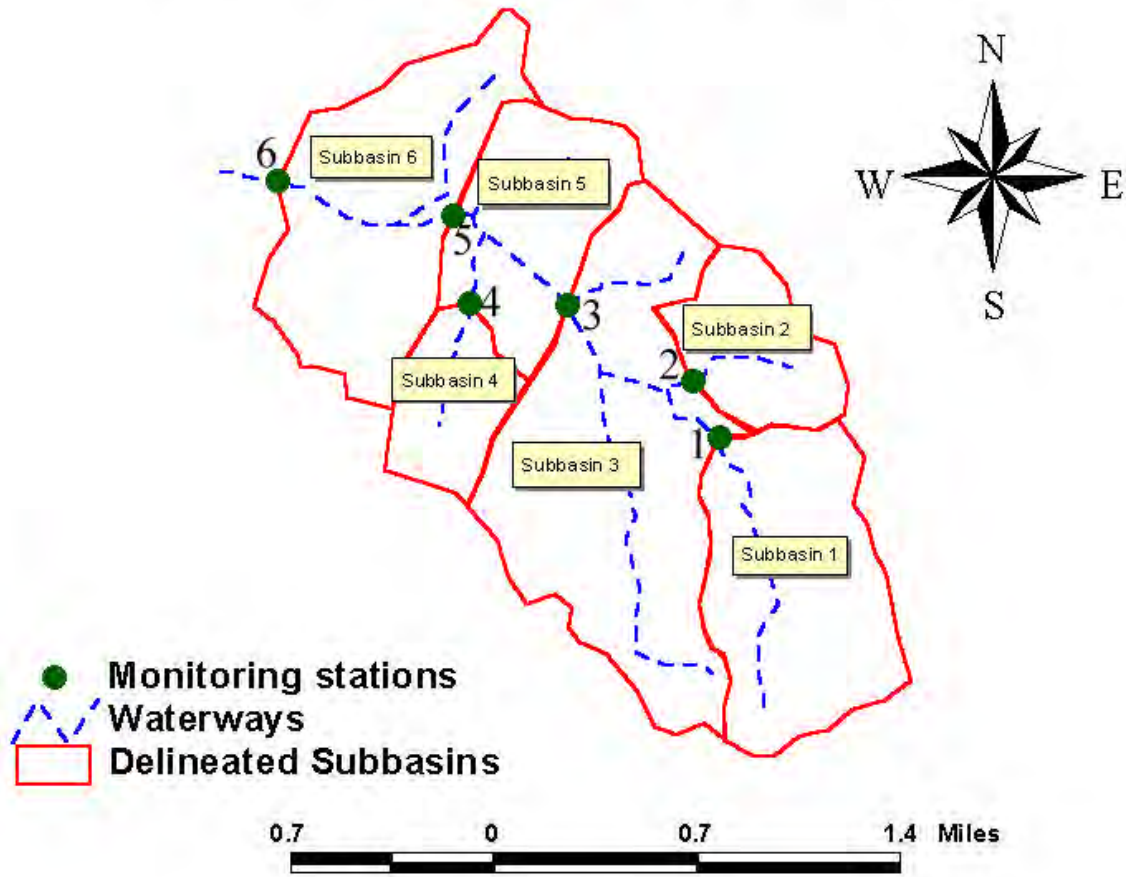 N
6
Subbasin 6
Subbasin 5
W
E
5
4
3
S
Subbasin 2
2
Subbasin 4
1
Subbasin 3
Subbasin 1
Monitoring stations
Waterways
Delineated Subbasins
0.7 0 0.7 1.4 Miles